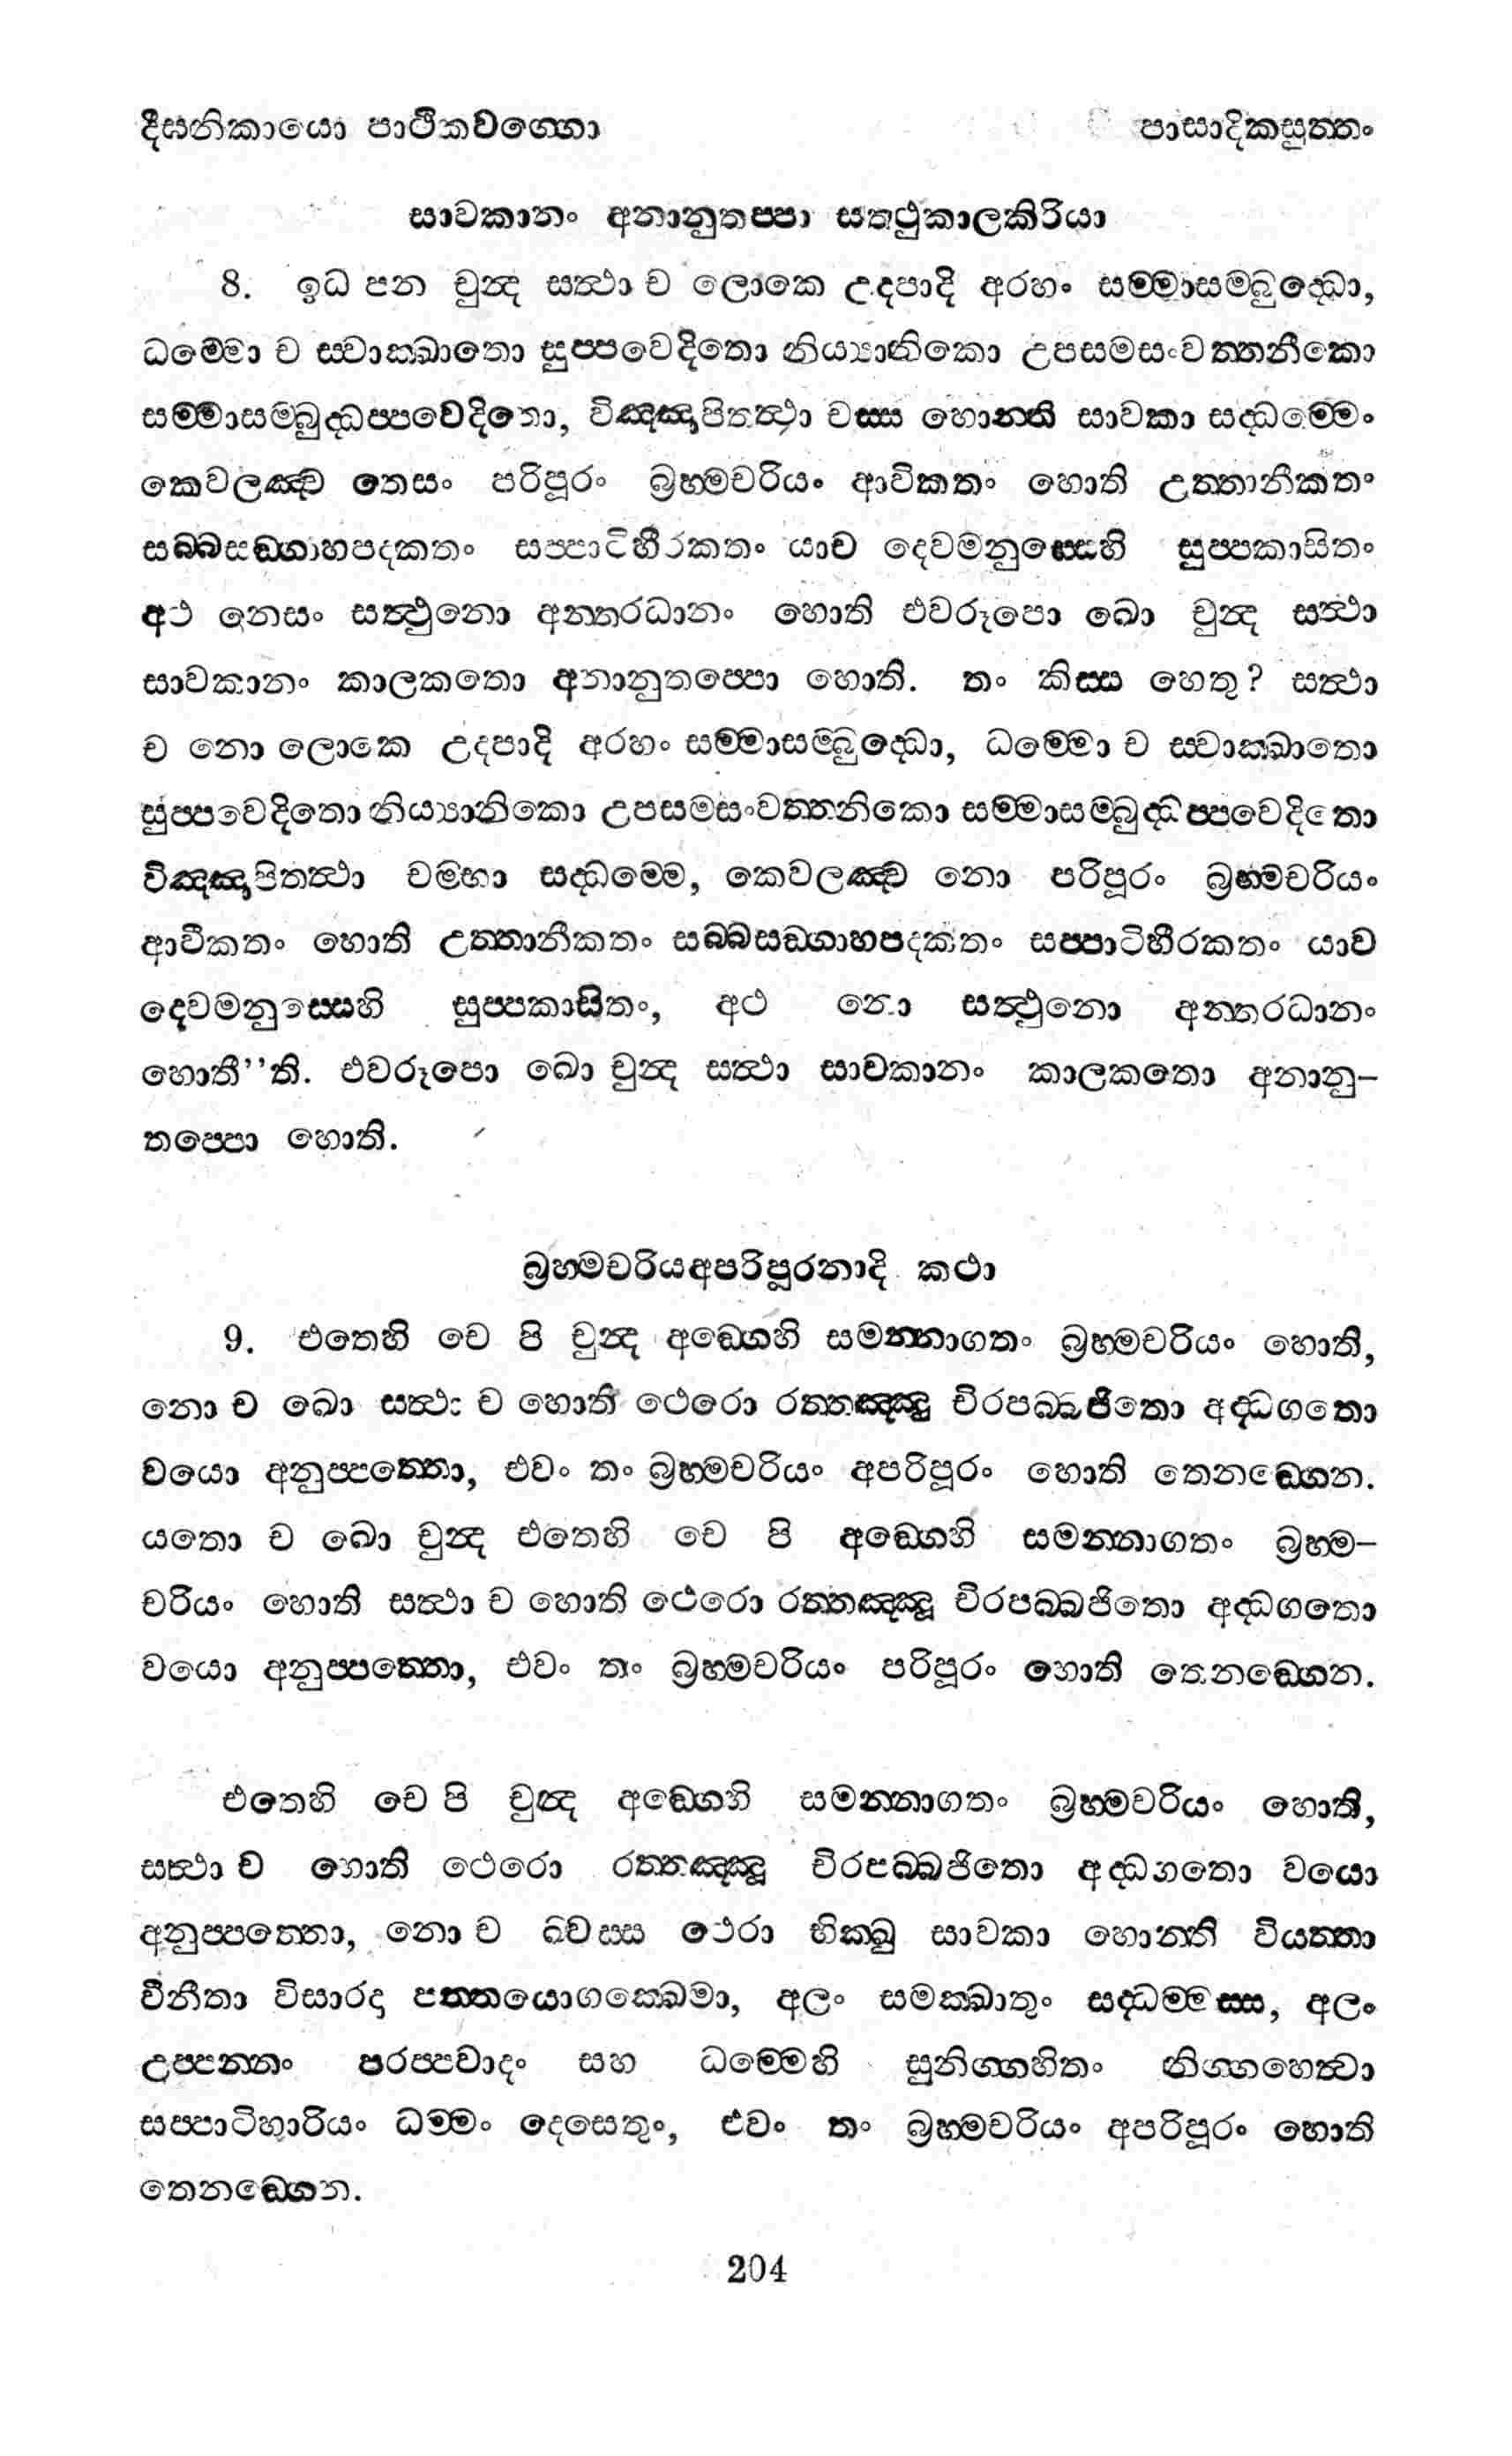 දීඝනිකායො පාථිකවග්ගො පාසාදිකසුත්තං
සාවකානං අනානුතප්පා සත්ථුකාලකිරියා
8. ඉධ පන චුන්ද සත්ථා ච ලොකෙ උදපාදි අරහං සම්මාසම්බුද්ධො,
ධම්මො ච ස්වාක්ඛාතො සුප්පවෙදිතො නිය්‍යානිකො උපසමසංවත්තනීකො
සම්මාසම්බුද්ධප්පවෙදිතො, විඤ්ඤාපිතත්ථා චස්ස හොන්ති සාවකා සද්ධම්මෙං
කෙවලඤ්ච තෙසං පරිපූරං බ්‍රහ්මචරියං ආවිකතං හොති උත්තානීකතං
සබ්බසඞ්ගාහපදකතං සප්පාටිහීරකතං යාච දෙවමනුස්සෙහි සුප්පකාසිතං
අථ නෙසං සත්ථුනො අන්තරධානං හොති එවරූපො ඛො චුන්ද සත්ථා
සාවකානං කාලකතො අනානුතප්පො හොති. තං කිස්ස හෙතු? සත්ථා
ච නො ලොකෙ උදපාදි අරහං සම්මාසම්බුද්ධො, ධම්මො ච ස්වාක්ඛාතො
සුප්පවෙදිතො නිය්‍යානිකො උපසමසංවත්තනිකො සම්මාසම්බුද්ධප්පවෙදිතො
විඤ්ඤාපිතත්ථා චම්හා සද්ධම්මෙ, කෙවලඤ්ච නො පරිපූරං බ්‍රහ්මචරියං
ආවීකතං හොති උත්තානීකතං සබ්බසඞ්ගාහපදකතං සප්පාටිහීරකතං යාව
දෙවමනුස්සෙහි සුප්පකාසිතං, අථ නො සත්ථුනො අන්තරධානං
හොතී’’ති. එවරූපො ඛො චුන්ද සත්ථා සාවකානං කාලකතො අනානු–
තප්පො හොති.
බ්‍රහ්මචරියඅපරිපූරනාදි කථා
9. එතෙහි චෙ පි චුන්ද අඞ්ගෙහි සමන්නාගතං බ්‍රහ්මචරියං හොති,
නො ච ඛො සත්ථා ච හොති ථෙරො රත්තඤ්ඤු චිරපබ්බජිතො අද්ධගතො
වයො අනුප්පත්තො, එවං තං බ්‍රහ්මචරියං අපරිපූරං හොති තෙනඞ්ගෙන.
යතො ච ඛො චුන්ද එතෙහි චෙ පි අඞ්ගෙහි සමන්නාගතං බ්‍රහ්ම–
චරියං හොති සත්ථා ච හොති ථෙරො රත්තඤ්ඤූ චිරපබ්බජිතො අද්ධගතො
වයො අනුප්පත්තො, එවං තං බ්‍රහ්මචරියං පරිපූරං හොති තෙනඞ්ගෙන.
එතෙහි චෙ පි චුන්ද අඞ්ගෙහි සමන්නාගතං බ්‍රහ්මචරියං හොති,
සත්ථා ච හොති ථෙරො රත්තඤ්ඤූ චිරපබ්බජිතො අද්ධගතො වයො
අනුප්පත්තො, නො ච ඛ්වස්ස ථෙරා භික්ඛු සාවකා හොන්ති වියත්තා
වීනීතා විසාරදා පත්තයොගක්ඛෙමා, අලං සමක්ඛාතුං සද්ධම්මස්ස, අලං
උප්පන්නං පරප්පවාදං සහ ධම්මෙහි සුනිග්ගහිතං නිග්ගහෙත්වා
සප්පාටිහාරියං ධම්මං දෙසෙතුං, එවං තං බ්‍රහ්මචරියං අපරිපූරං හොති
තෙනඞ්ගෙන.
204